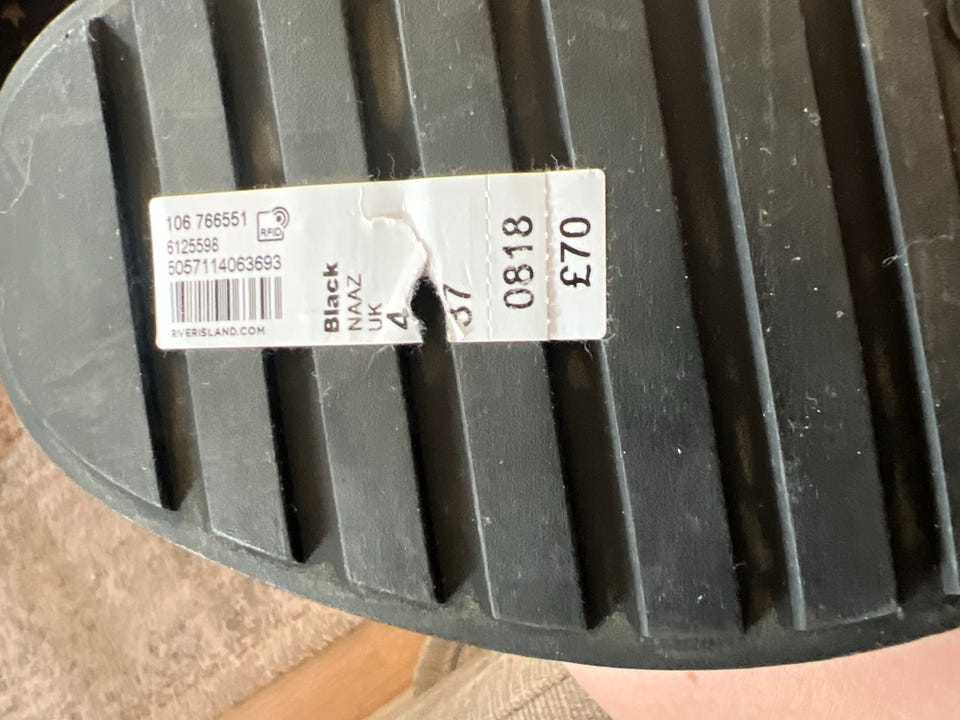 106 766551
RFID
6125598
5057114063693
RIVERISLAND.COM
Black
NAAZ
UK
4
37
0818
£70